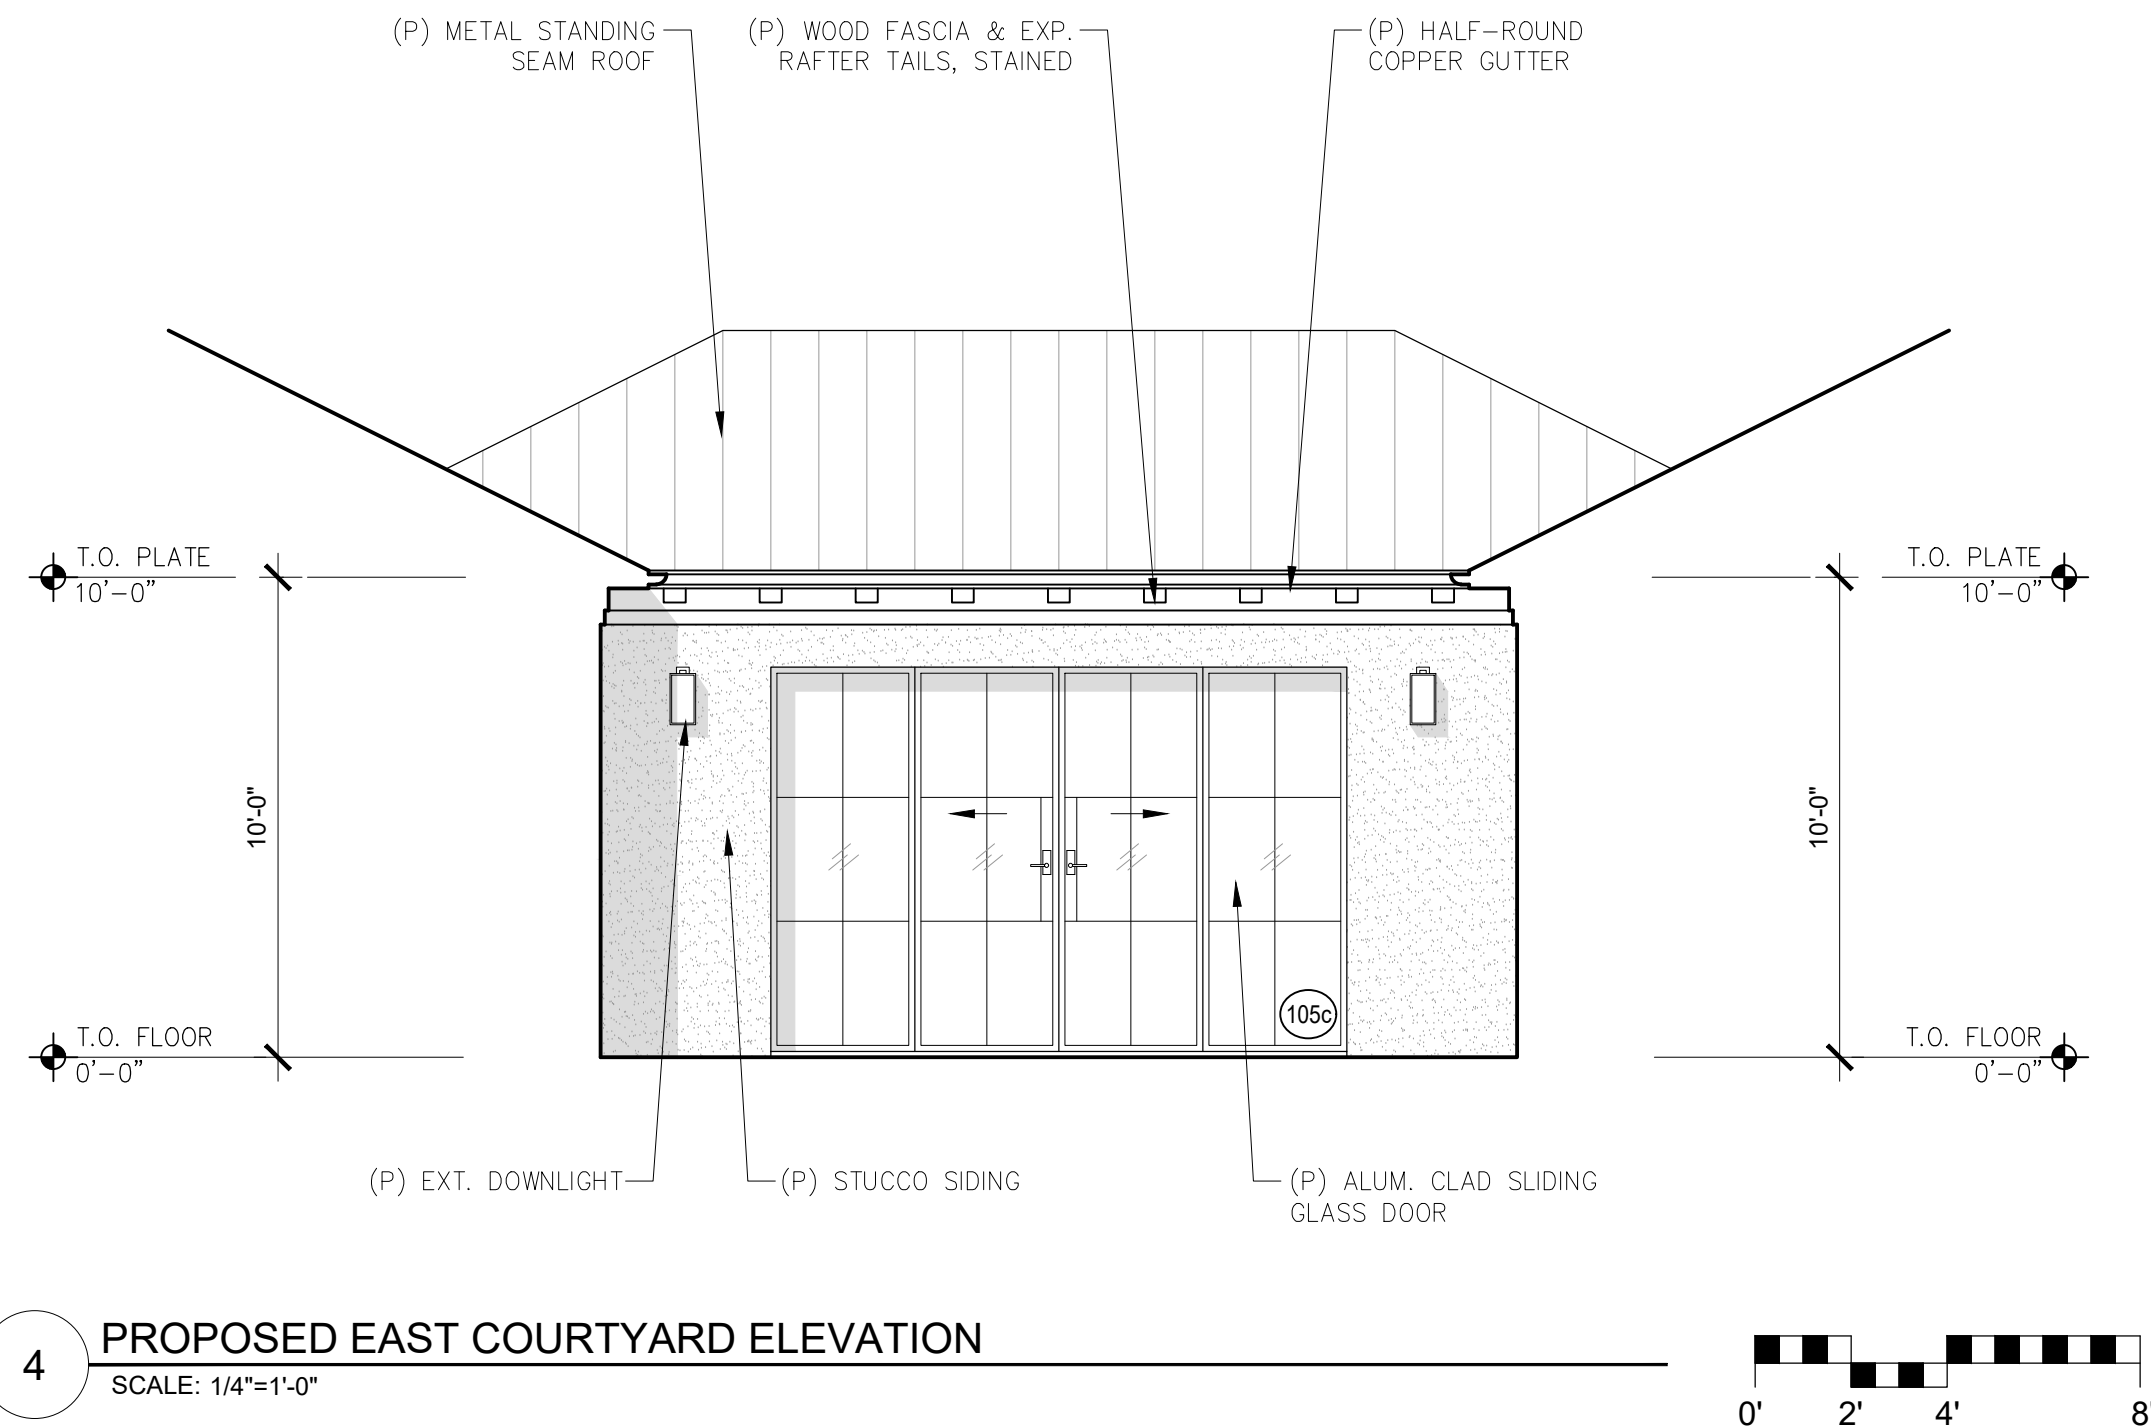 (P) METAL STANDING
SEAM ROOF
(P) WOOD FASCIA & EXP.
RAFTER TAILS, STAINED
(P) HALF-ROUND
COPPER GUTTER
T.O. PLATE
10'-0"
T.O. PLATE
10'-0"
10'-0"
10'-0"
105c
T.O. FLOOR
0'-0"
T.O. FLOOR
0'-0"
(P) EXT. DOWNLIGHT
(P) STUCCO SIDING
(P) ALUM. CLAD SLIDING
GLASS DOOR
4
PROPOSED EAST COURTYARD ELEVATION
SCALE: 1/4"=1'-0"
0' 2' 4' 8